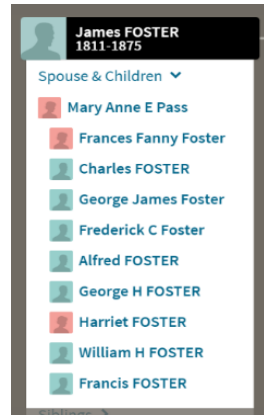 James FOSTER
1811-1875
Spouse & Children
Mary Anne E Pass
Frances Fanny Foster
Charles FOSTER
George James Foster
Frederick C Foster
Alfred FOSTER
George H FOSTER
Harriet FOSTER
William H FOSTER
Francis FOSTER
Siblings